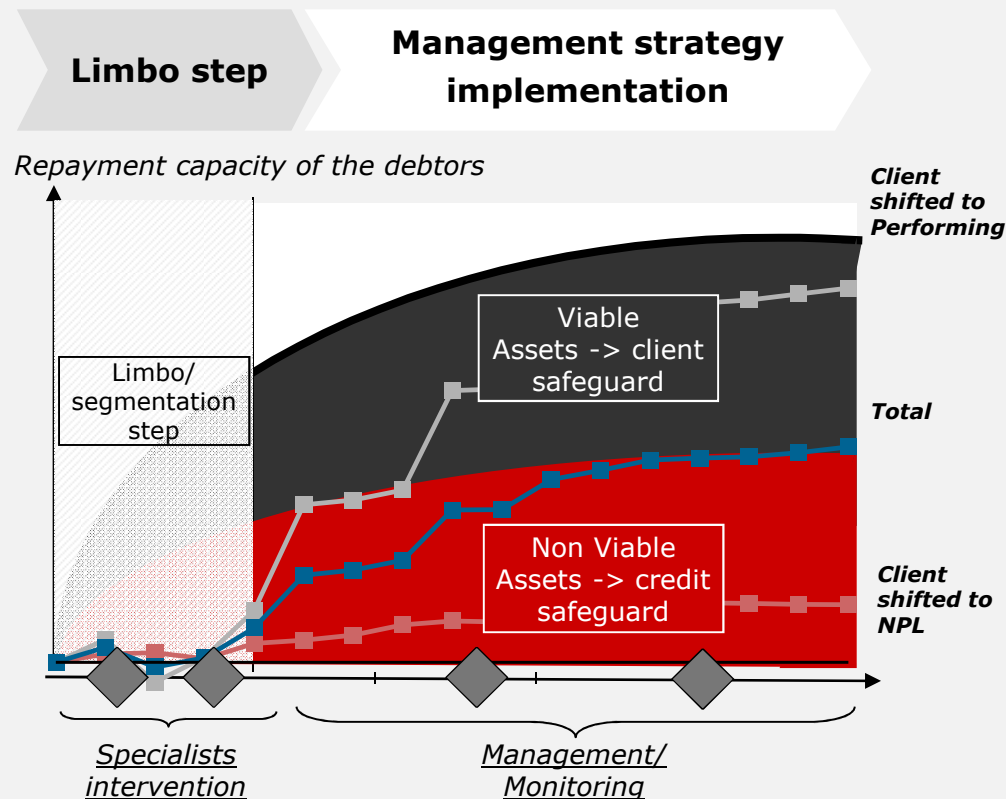 Limbo step
Management strategy
implementation
Repayment capacity of the debtors
Client
shifted to
Performing
Viable
Assets -> client
safeguard
Limbo/
segmentation
step
Total
Non Viable
Assets -> credit
safeguard
Client
shifted to
NPL
Specialists
intervention
Management/
Monitoring